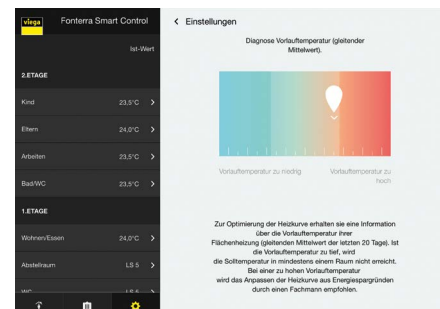 viega
Fonterra Smart Control
Ist-Wert
2.ETAGE
Kind 23,5°C
Eltern 24,0°C
Arbeiten 23,5°C
Bad/WC 23,5°C
1.ETAGE
Wohnen/Essen 24,0°C
Abstellraum LS 5
WC LS 5
Einstellungen
Diagnose Vorlauftemperatur (gleitender
Mittelwert).
Vorlauftemperatur zu niedrig
Vorlauftemperatur zu
hoch
Zur Optimierung der Heizkurve erhalten sie eine Information
über die Vorlauftemperatur ihrer
Flächenheizung (gleitenden Mittelwert der letzten 20 Tage). Ist
die Vorlauftemperatur zu tief, wird
die Solltemperatur in mindestens einem Raum nicht erreicht.
Bei einer zu hohen Vorlauftemperatur
wird das Anpassen der Heizkurve aus Energiespargründen
durch einen Fachmann empfohlen.